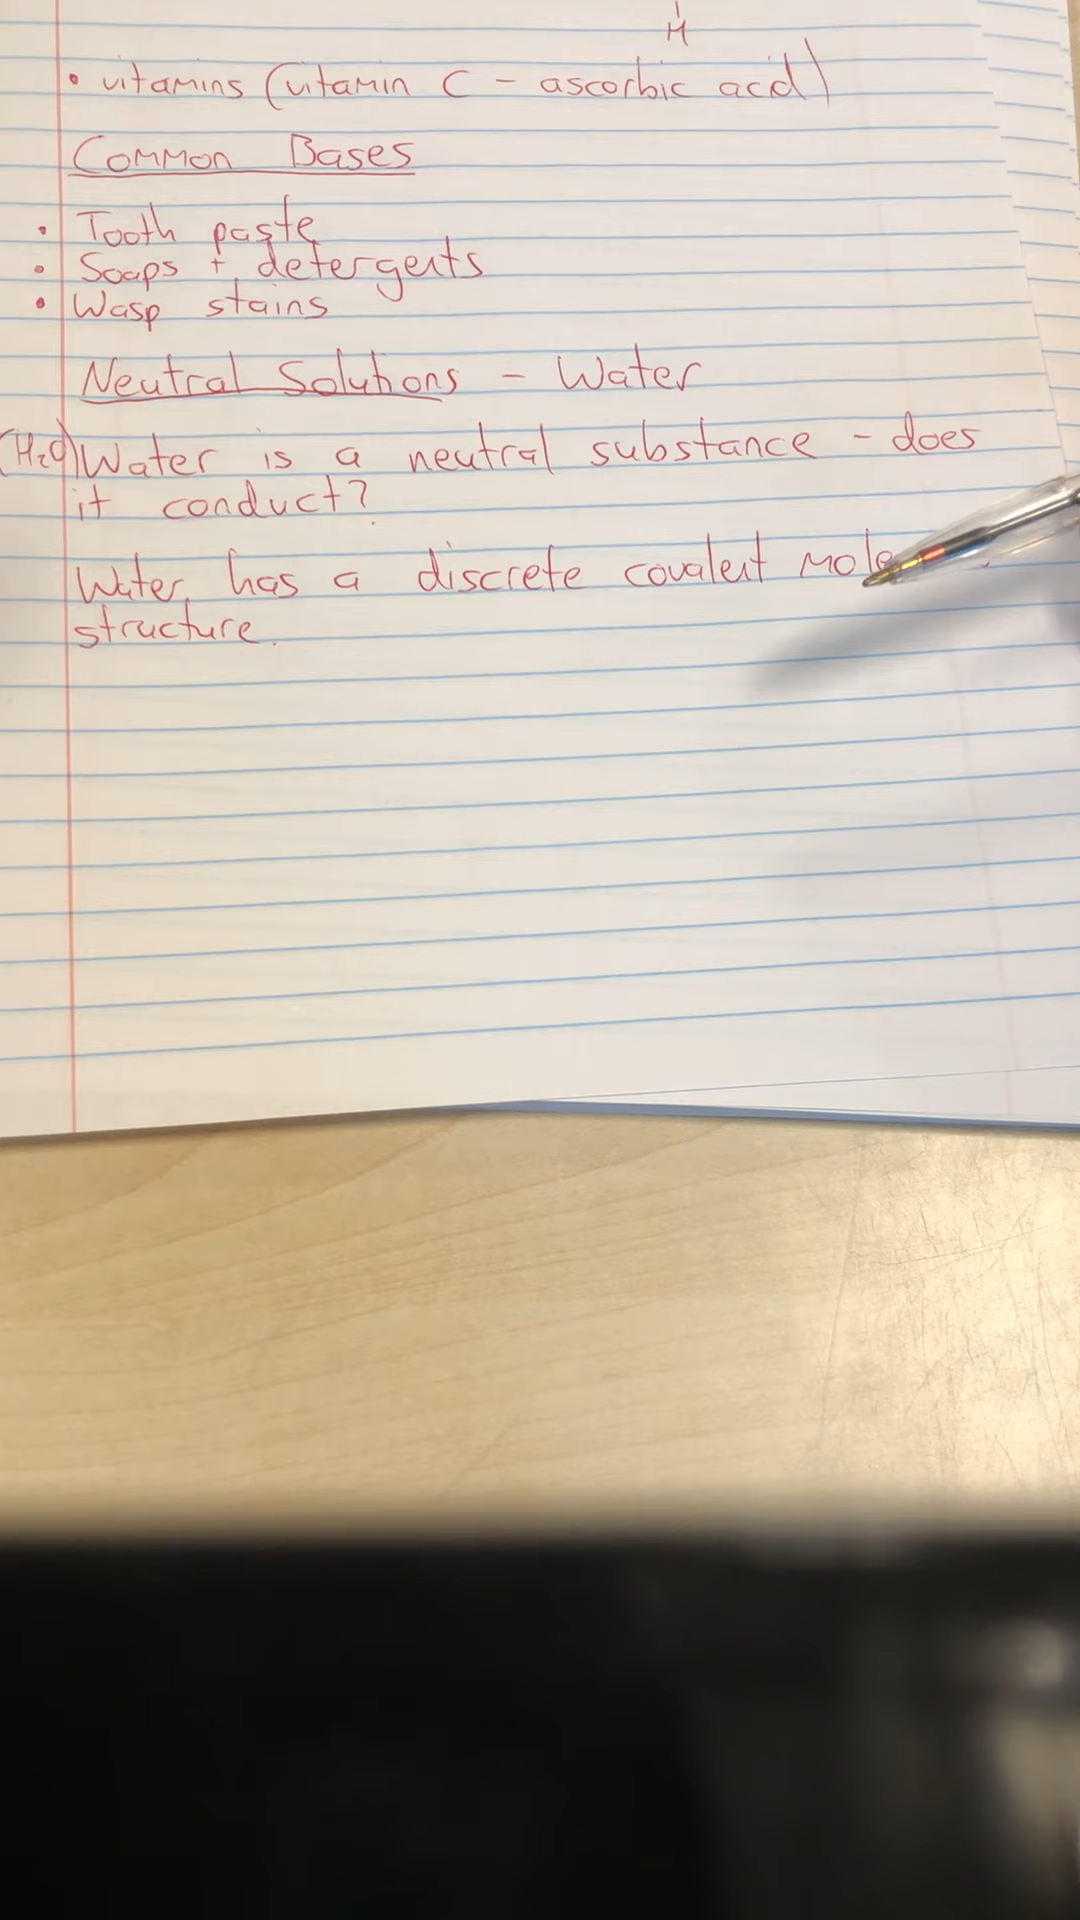 H
• vitamins (vitamin C - ascorbic acid)
Common Bases
• Tooth paste
• Soaps + detergents
• Wasp stains
Neutral Solutions - Water
(H₂O) Water is a neutral substance - does
it conduct?
Water has a discrete covalent
structure.